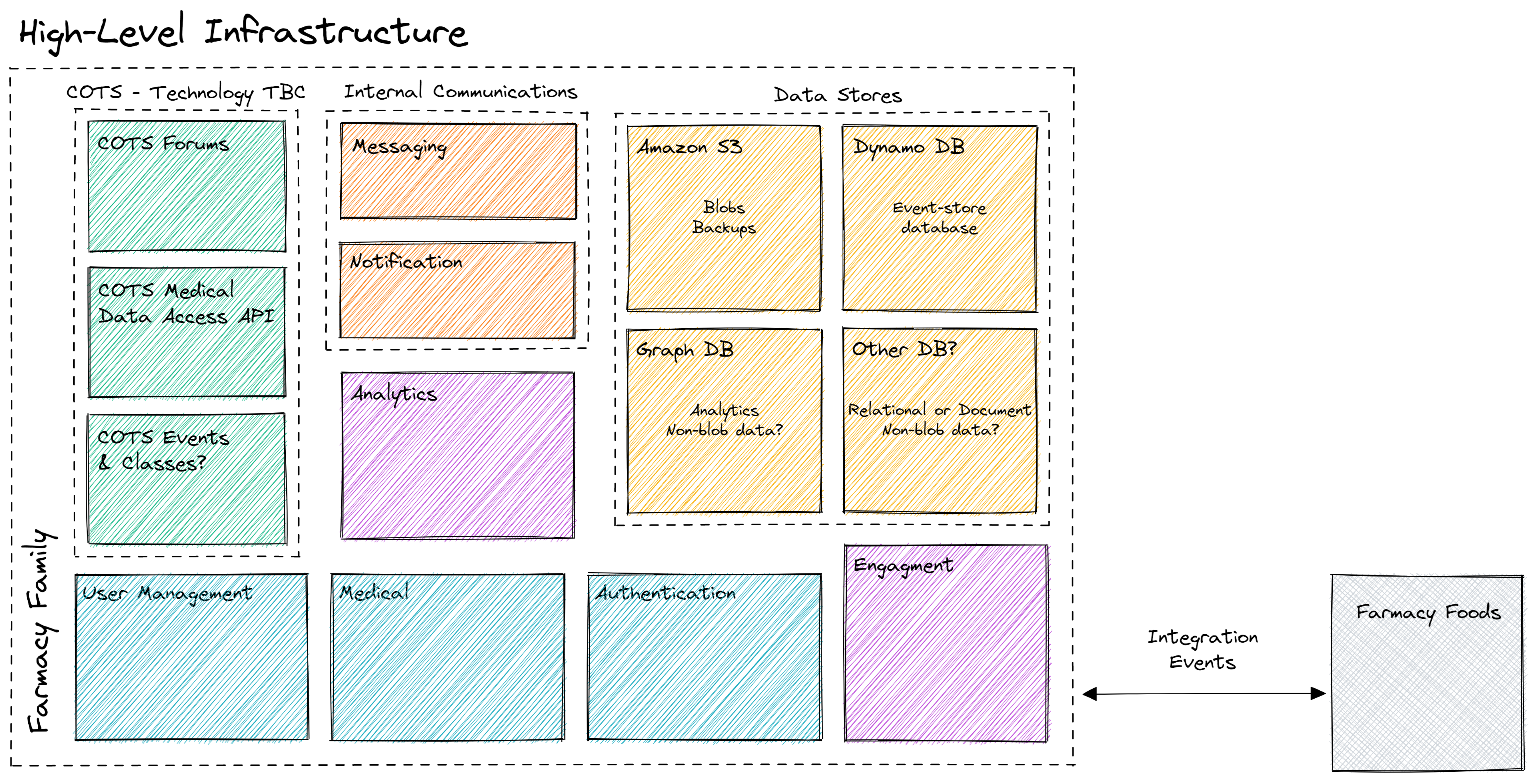 High-Level Infrastructure
COTS - Technology TBC
COTS Forums
COTS Medical
Data Access API
COTS Events
& Classes?
Internal Communications
Messaging
Notification
Analytics
Data Stores
Amazon S3
Blobs
Backups
Dynamo DB
Event-store
database
Graph DB
Analytics
Non-blob data?
Other DB?
Relational or Document
Non-blob data?
Farmacy Family
User Management
Medical
Authentication
Engagment
Integration
Events
Farmacy Foods